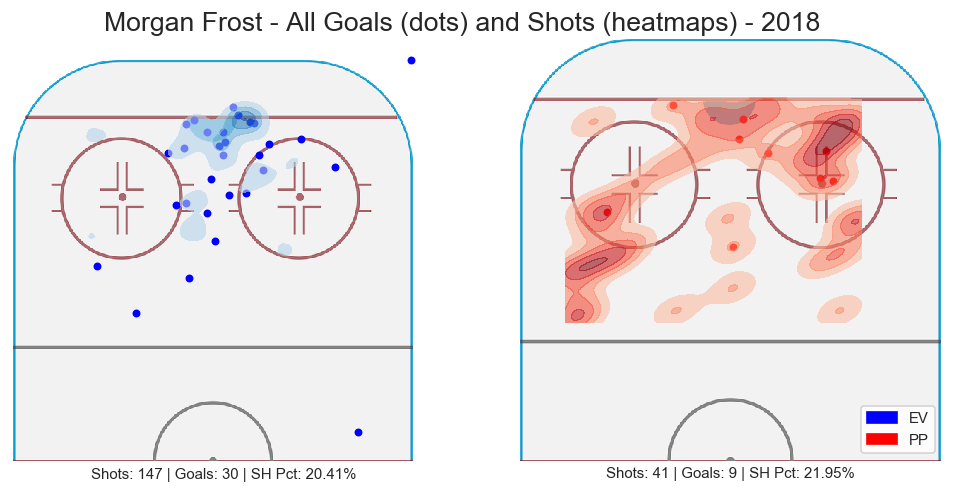 Morgan Frost - All Goals (dots) and Shots (heatmaps) - 2018
EV
PP
Shots: 147 | Goals: 30 | SH Pct: 20.41%
Shots: 41 | Goals: 9 | SH Pct: 21.95%